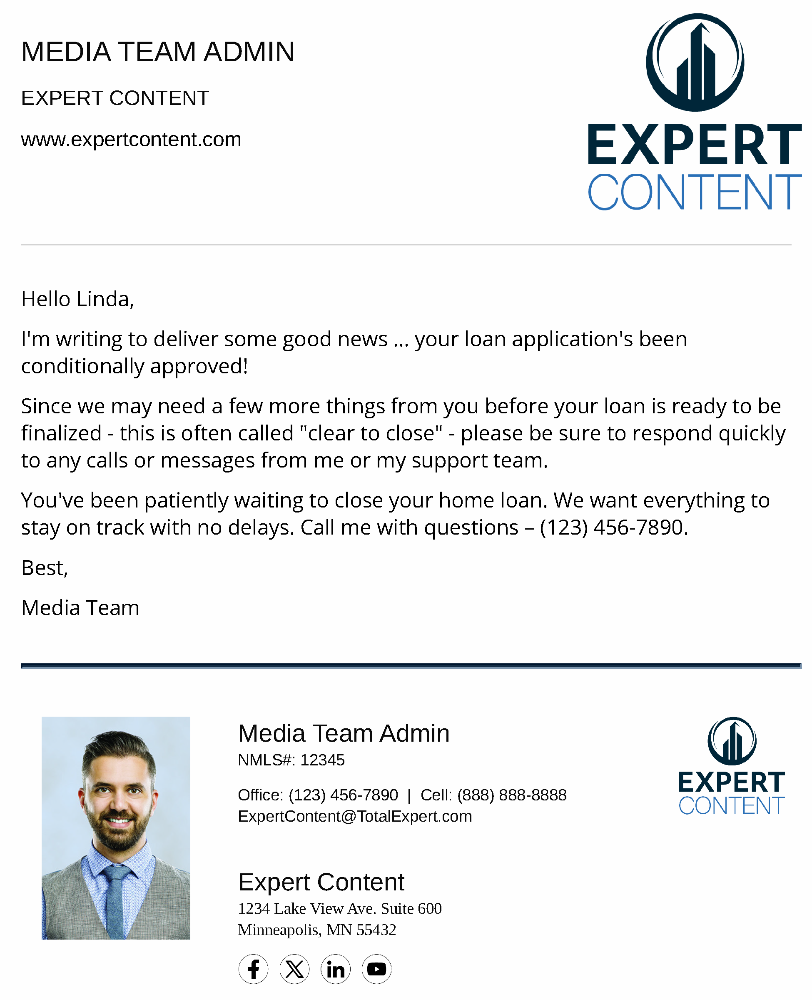 MEDIA TEAM ADMIN
EXPERT CONTENT
www.expertcontent.com
EXPERT
CONTENT
Hello Linda,
I'm writing to deliver some good news ... your loan application's been
conditionally approved!
Since we may need a few more things from you before your loan is ready to be
finalized - this is often called "clear to close" - please be sure to respond quickly
to any calls or messages from me or my support team.
You've been patiently waiting to close your home loan. We want everything to
stay on track with no delays. Call me with questions – (123) 456-7890.
Best,
Media Team
Media Team Admin
NMLS#: 12345
Office: (123) 456-7890 | Cell: (888) 888-8888
ExpertContent@TotalExpert.com
EXPERT
CONTENT
Expert Content
1234 Lake View Ave. Suite 600
Minneapolis, MN 55432